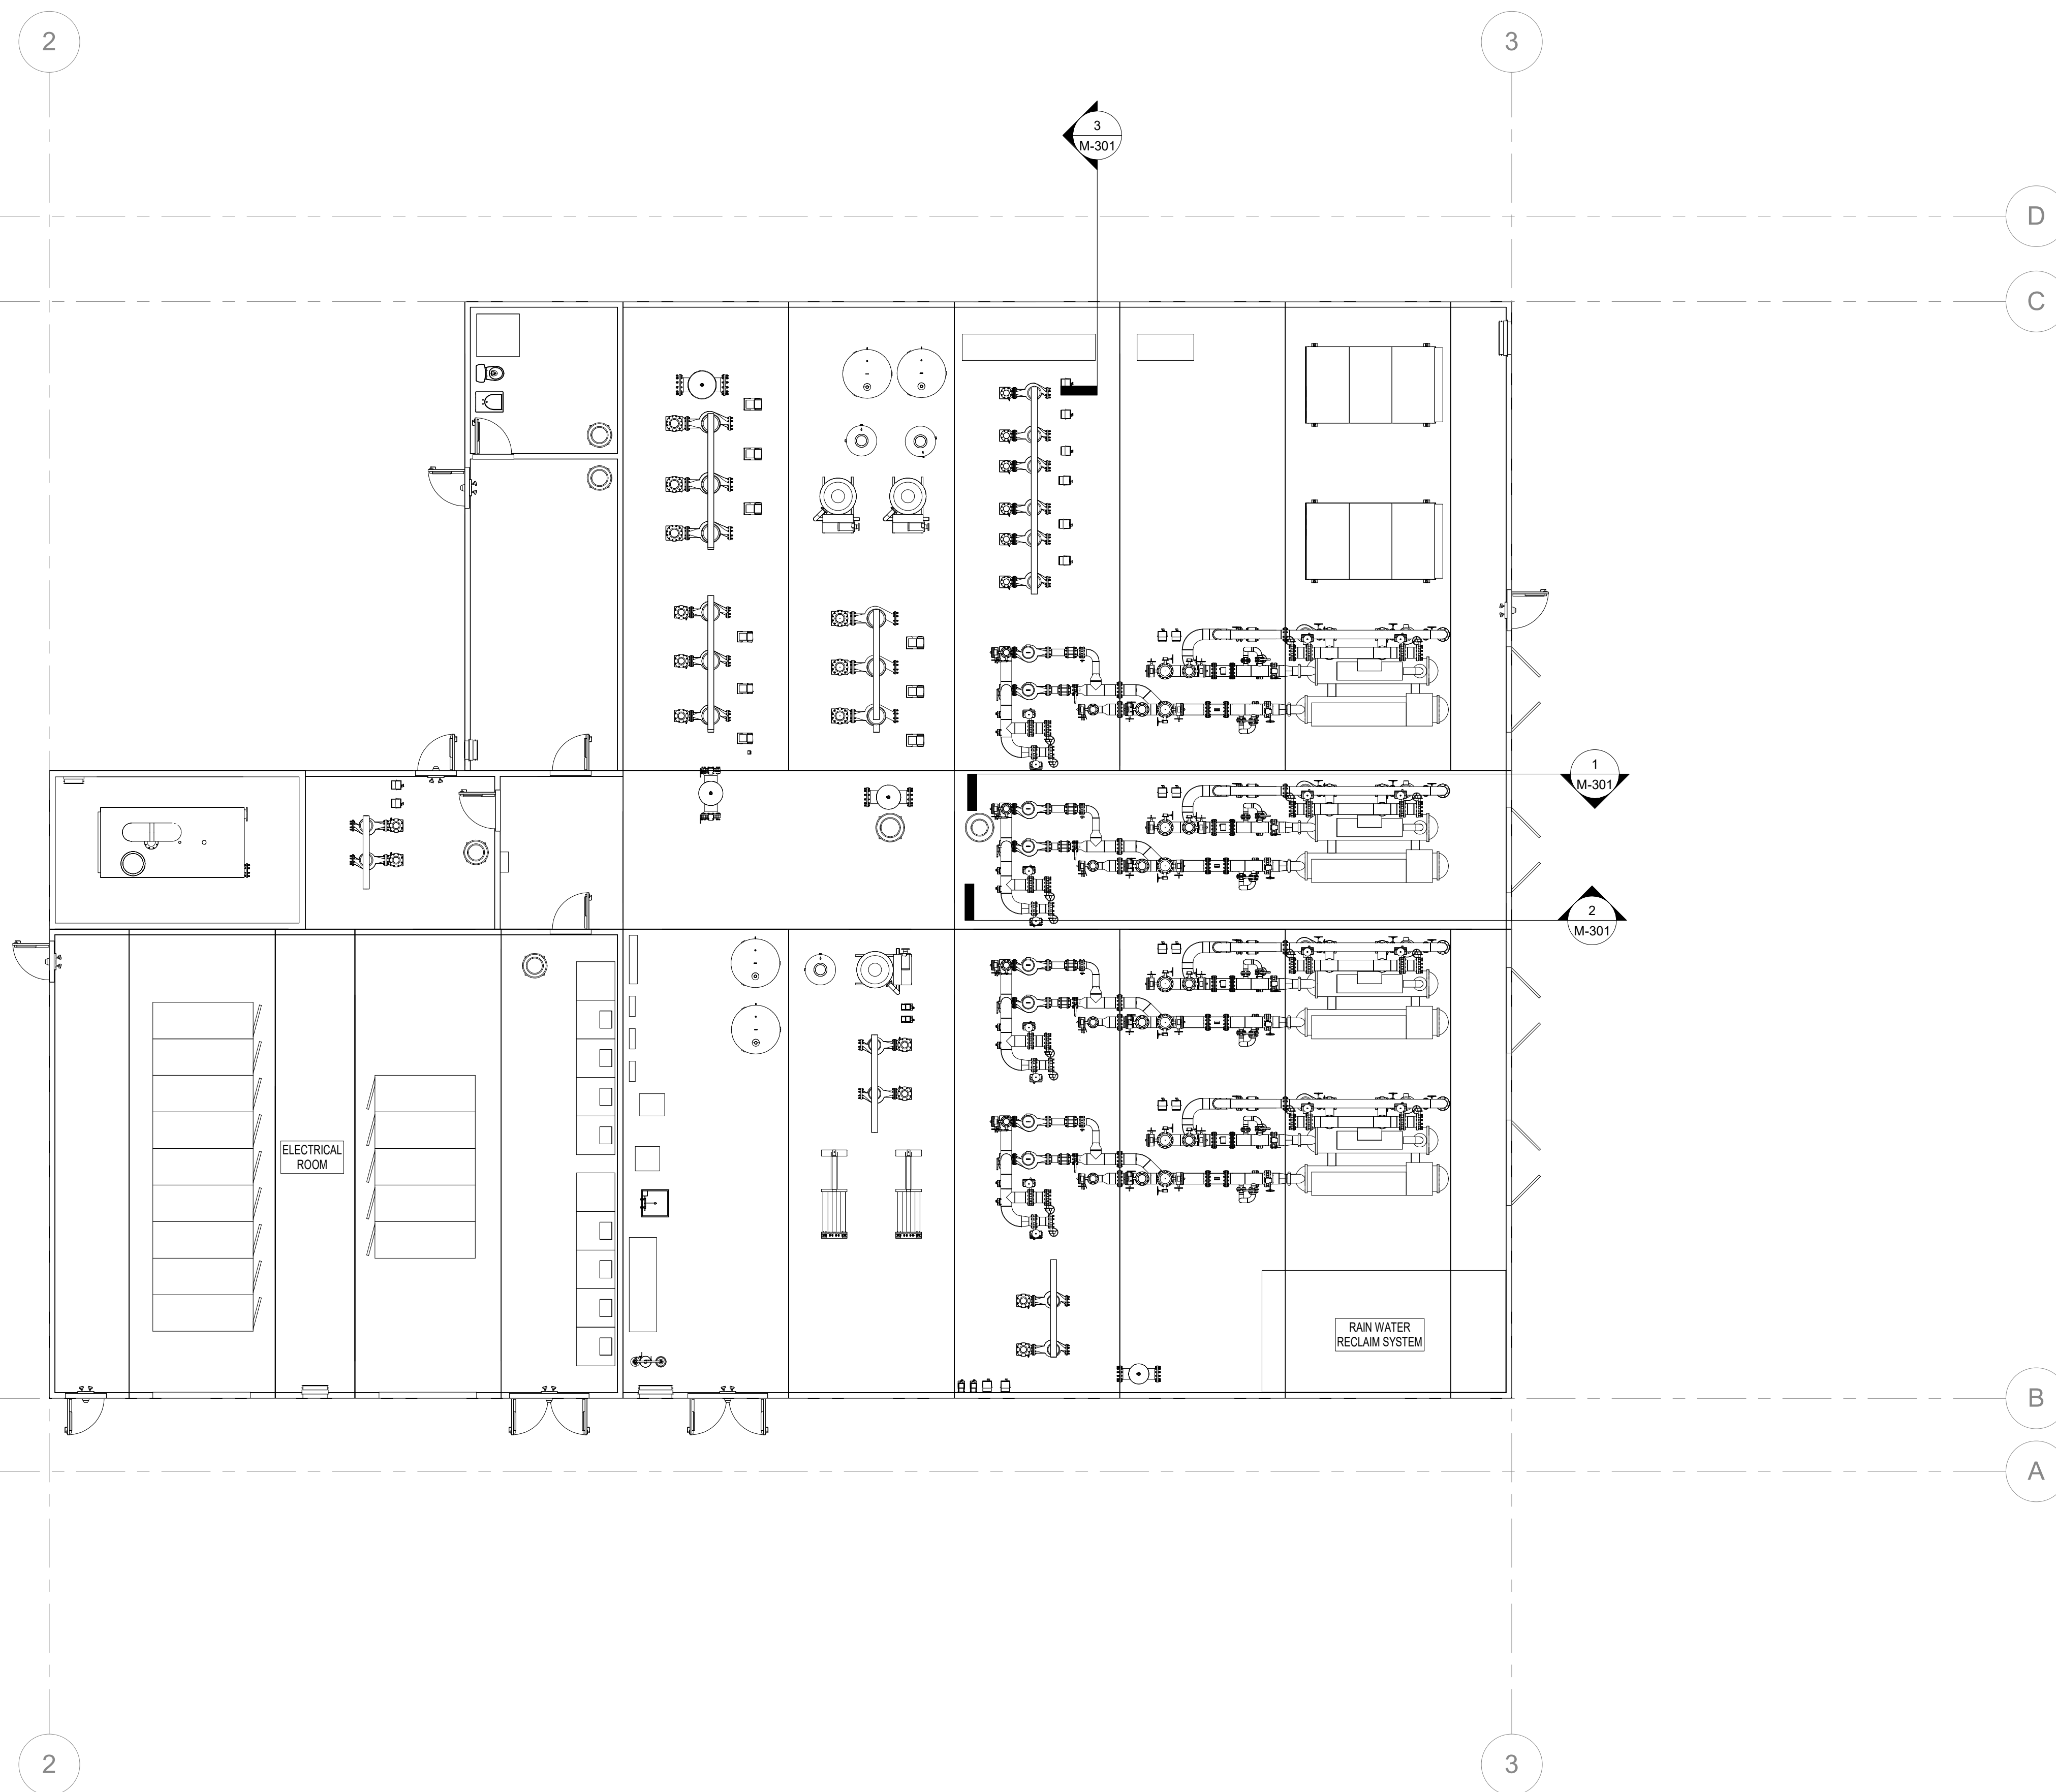 2
3
3
M-301
D
C
1
M-301
2
M-301
ELECTRICAL
ROOM
RAIN WATER
RECLAIM SYSTEM
B
A
2
3